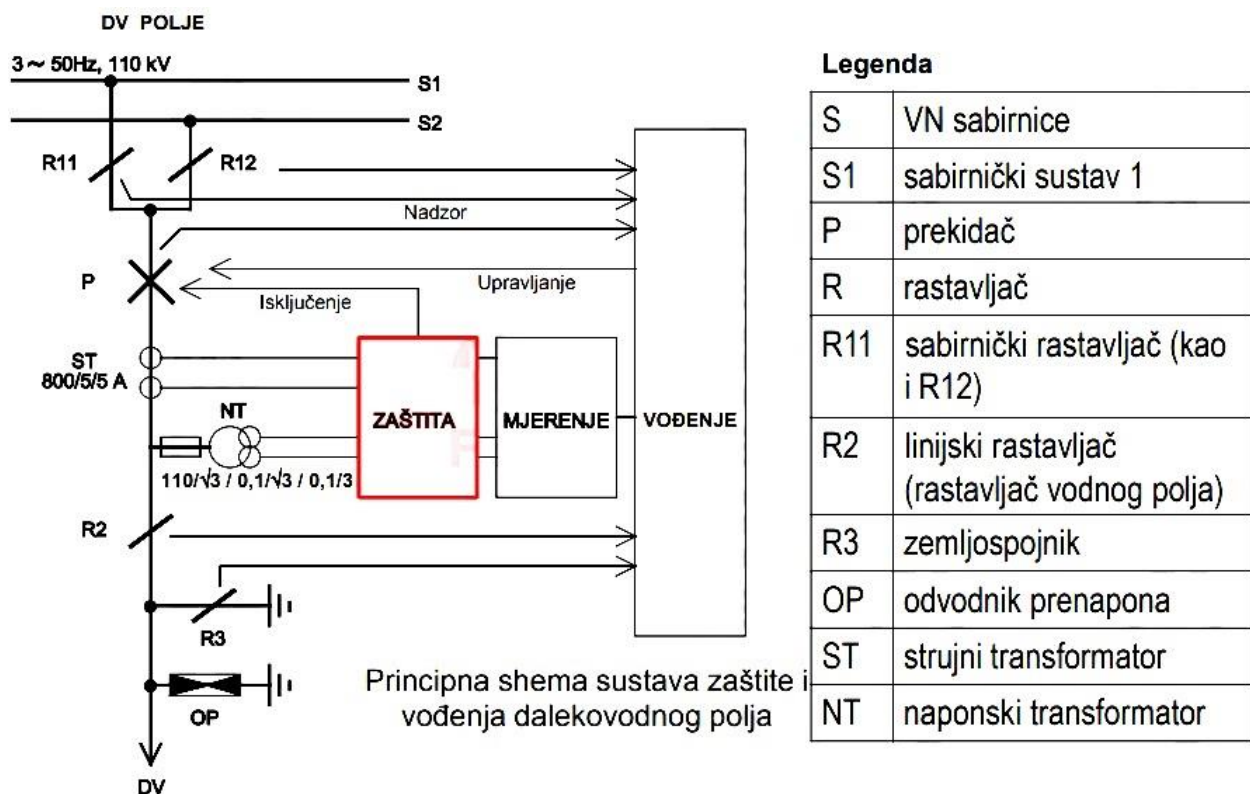 DV POLJE
3 ~ 50Hz, 110 kV
S1
S2
R11
R12
Nadzor
P
Upravljanje
Isključenje
ST
800/5/5 A
NT
ZAŠTITA
MJERENJE
VOĐENJE
110/√3 / 0,1/√3 / 0,1/3
R2
R3
OP
DV
Principna shema sustava zaštite i
vođenja dalekovodnog polja
Legenda
S VN sabirnice
S1 sabirnički sustav 1
P prekidač
R rastavljač
R11 sabirnički rastavljač (kao
i R12)
R2 linijski rastavljač
(rastavljač vodnog polja)
R3 zemljospojnik
OP odvodnik prenapona
ST strujni transformator
NT naponski transformator